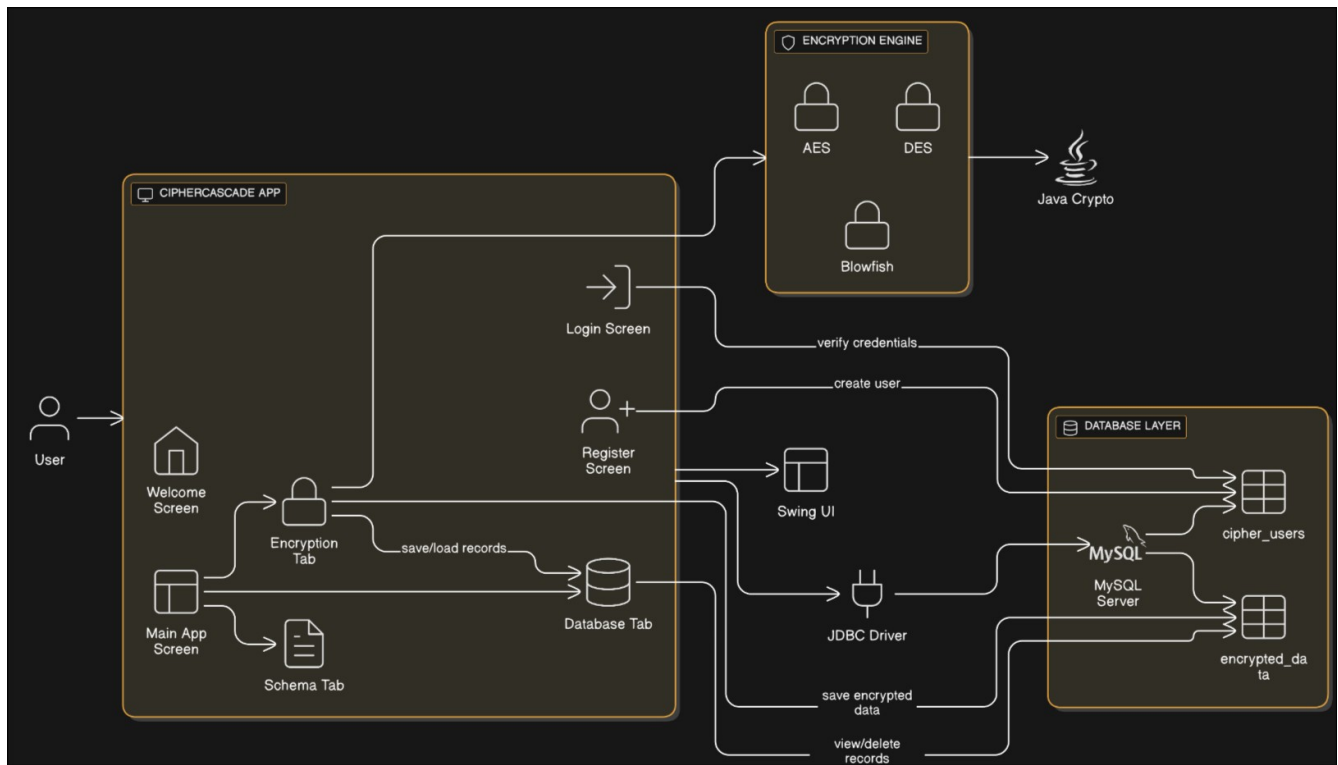 ENCRYPTION ENGINE
AES
DES
Blowfish
Java Crypto
CIPHERCASCADE APP
Login Screen
verify credentials
create user
Register
Screen
User
Welcome
Screen
Encryption
Tab
save/load records
Main App
Screen
Schema Tab
Database Tab
Swing UI
JDBC Driver
DATABASE LAYER
cipher_users
MySQL
MySQL
Server
encrypted_da
ta
save encrypted
data
view/delete
records